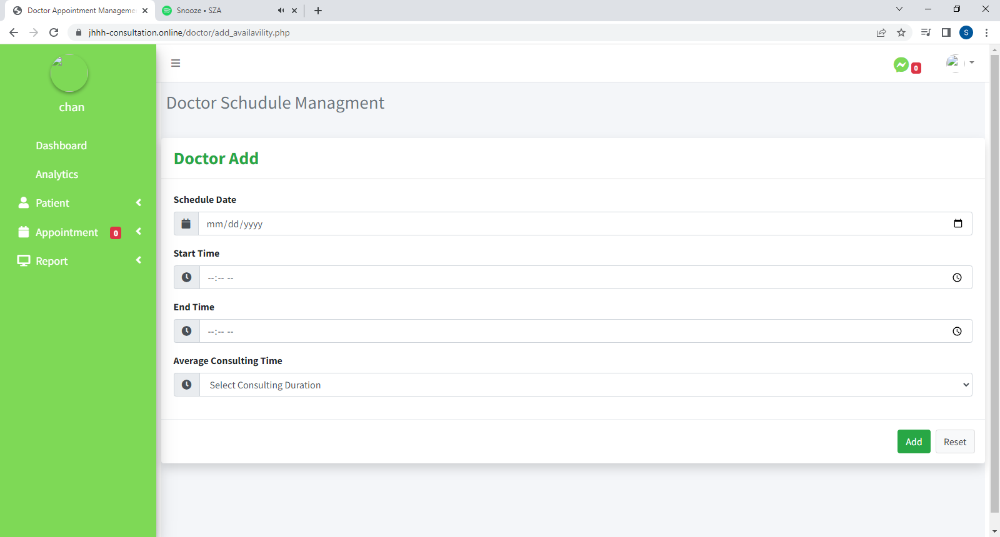 Doctor Appointment Manageme
Snooze • SZA
jhhh-consultation.online/doctor/add_availavility.php
S
chan
0
Doctor Schudule Managment
Dashboard
Analytics
Patient
Appointment 0
Report
Doctor Add
Schedule Date
mm/dd/yyyy
Start Time
--:-- --
End Time
--:-- --
Average Consulting Time
Select Consulting Duration
Add Reset